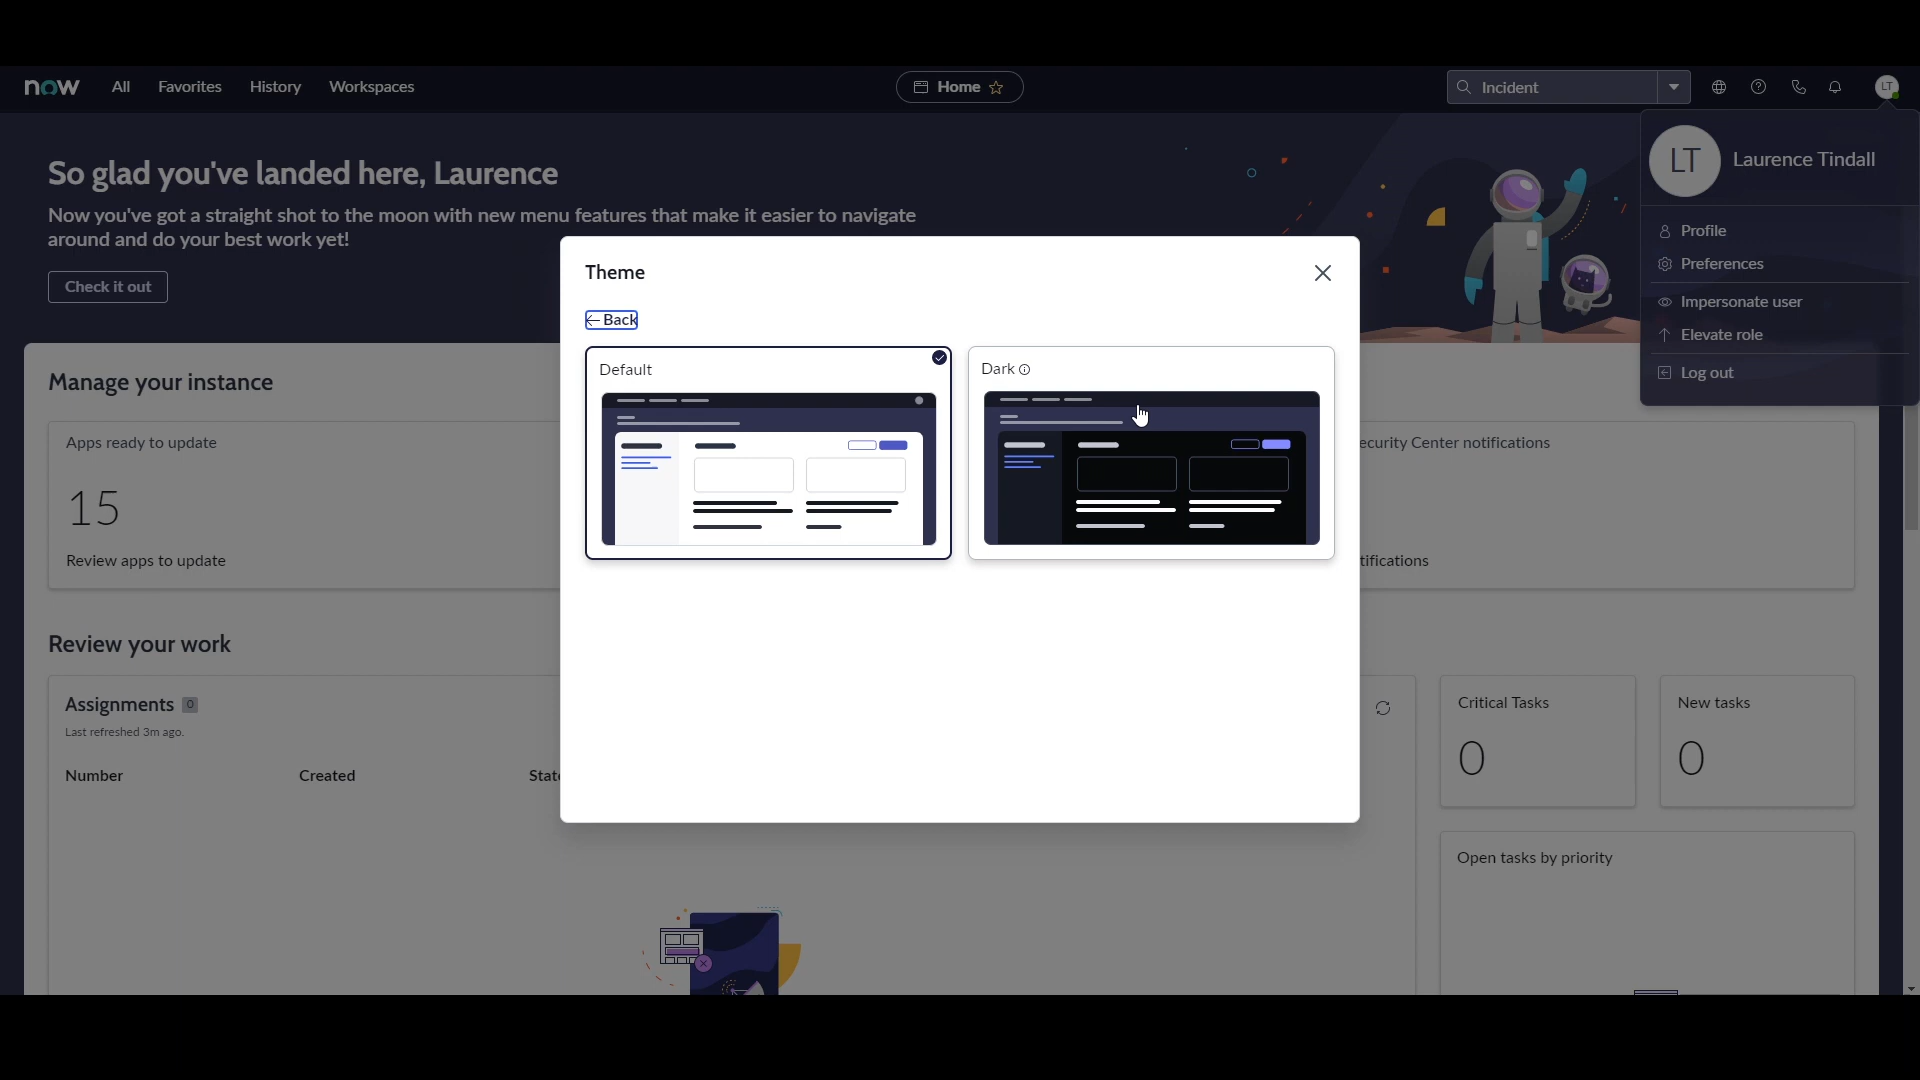 now
All
Favorites
History
Workspaces
Home
Incident
LT
LT
Laurence Tindall
Profile
Preferences
Impersonate user
Elevate role
Log out
So glad you've landed here, Laurence
Now you've got a straight shot to the moon with new menu features that make it easier to navigate
around and do your best work yet!
Check it out
Theme
Back
Default
Dark
Manage your instance
Apps ready to update
15
Review apps to update
ecurity Center notifications
tifications
Review your work
Assignments 0
Last refreshed 3m ago.
Number
Created
State
Critical Tasks
0
New tasks
0
Open tasks by priority